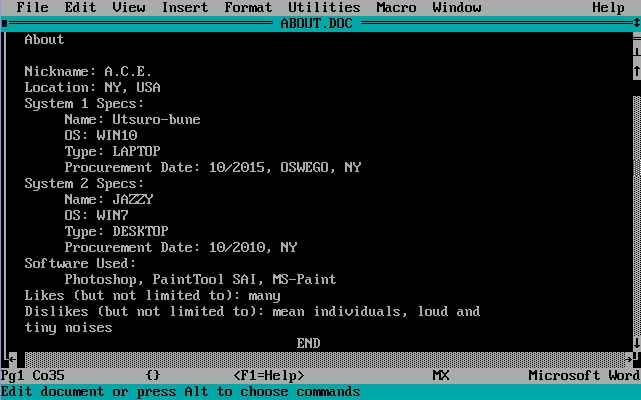 File Edit View Insert Format Utilities Macro Window Help
ABOUT.DOC
About
Nickname: A.C.E.
Location: NY, USA
System 1 Specs:
Name: Utsuro-bune
OS: WIN10
Type: LAPTOP
Procurement Date: 10/2015, OSWEGO, NY
System 2 Specs:
Name: JAZZY
OS: WIN7
Type: DESKTOP
Procurement Date: 10/2010, NY
Software Used:
Photoshop, PaintTool SAI, MS-Paint
Likes (but not limited to): many
Dislikes (but not limited to): mean individuals, loud and
tiny noises
END
Pg1 Co35 {} <F1=Help> MX Microsoft Word
Edit document or press Alt to choose commands